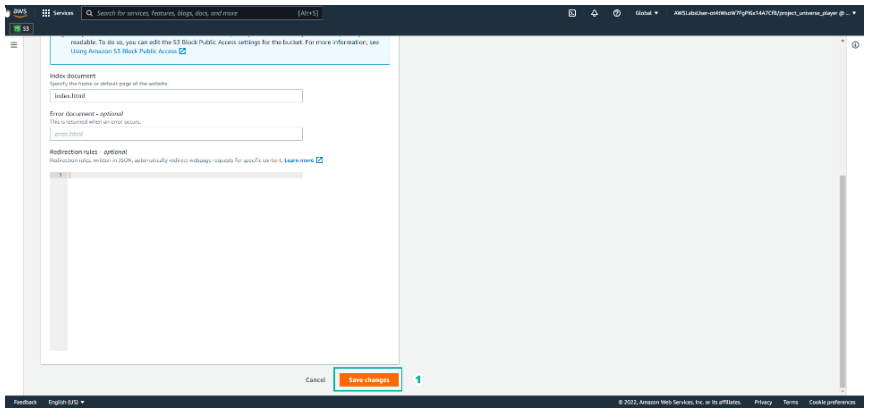 aws
Services
Search for services, features, blogs, docs, and more
[Alt+S]
Global ▼
S3
readable. To do so, you can edit the S3 Block Public Access settings for the bucket. For more information, see
Using Amazon S3 Block Public Access
Index document
Specify the home or default page of the website.
index.html
Error document - optional
This is returned when an error occurs.
error.html
Redirection rules - optional
Redirection rules, written in JSON, automatically redirect webpage requests for specific content. Learn more
1
Cancel
Save changes
1
Feedback
English (US) ▼
© 2022, Amazon Web Services, Inc. or its affiliates.
Privacy
Terms
Cookie preferences